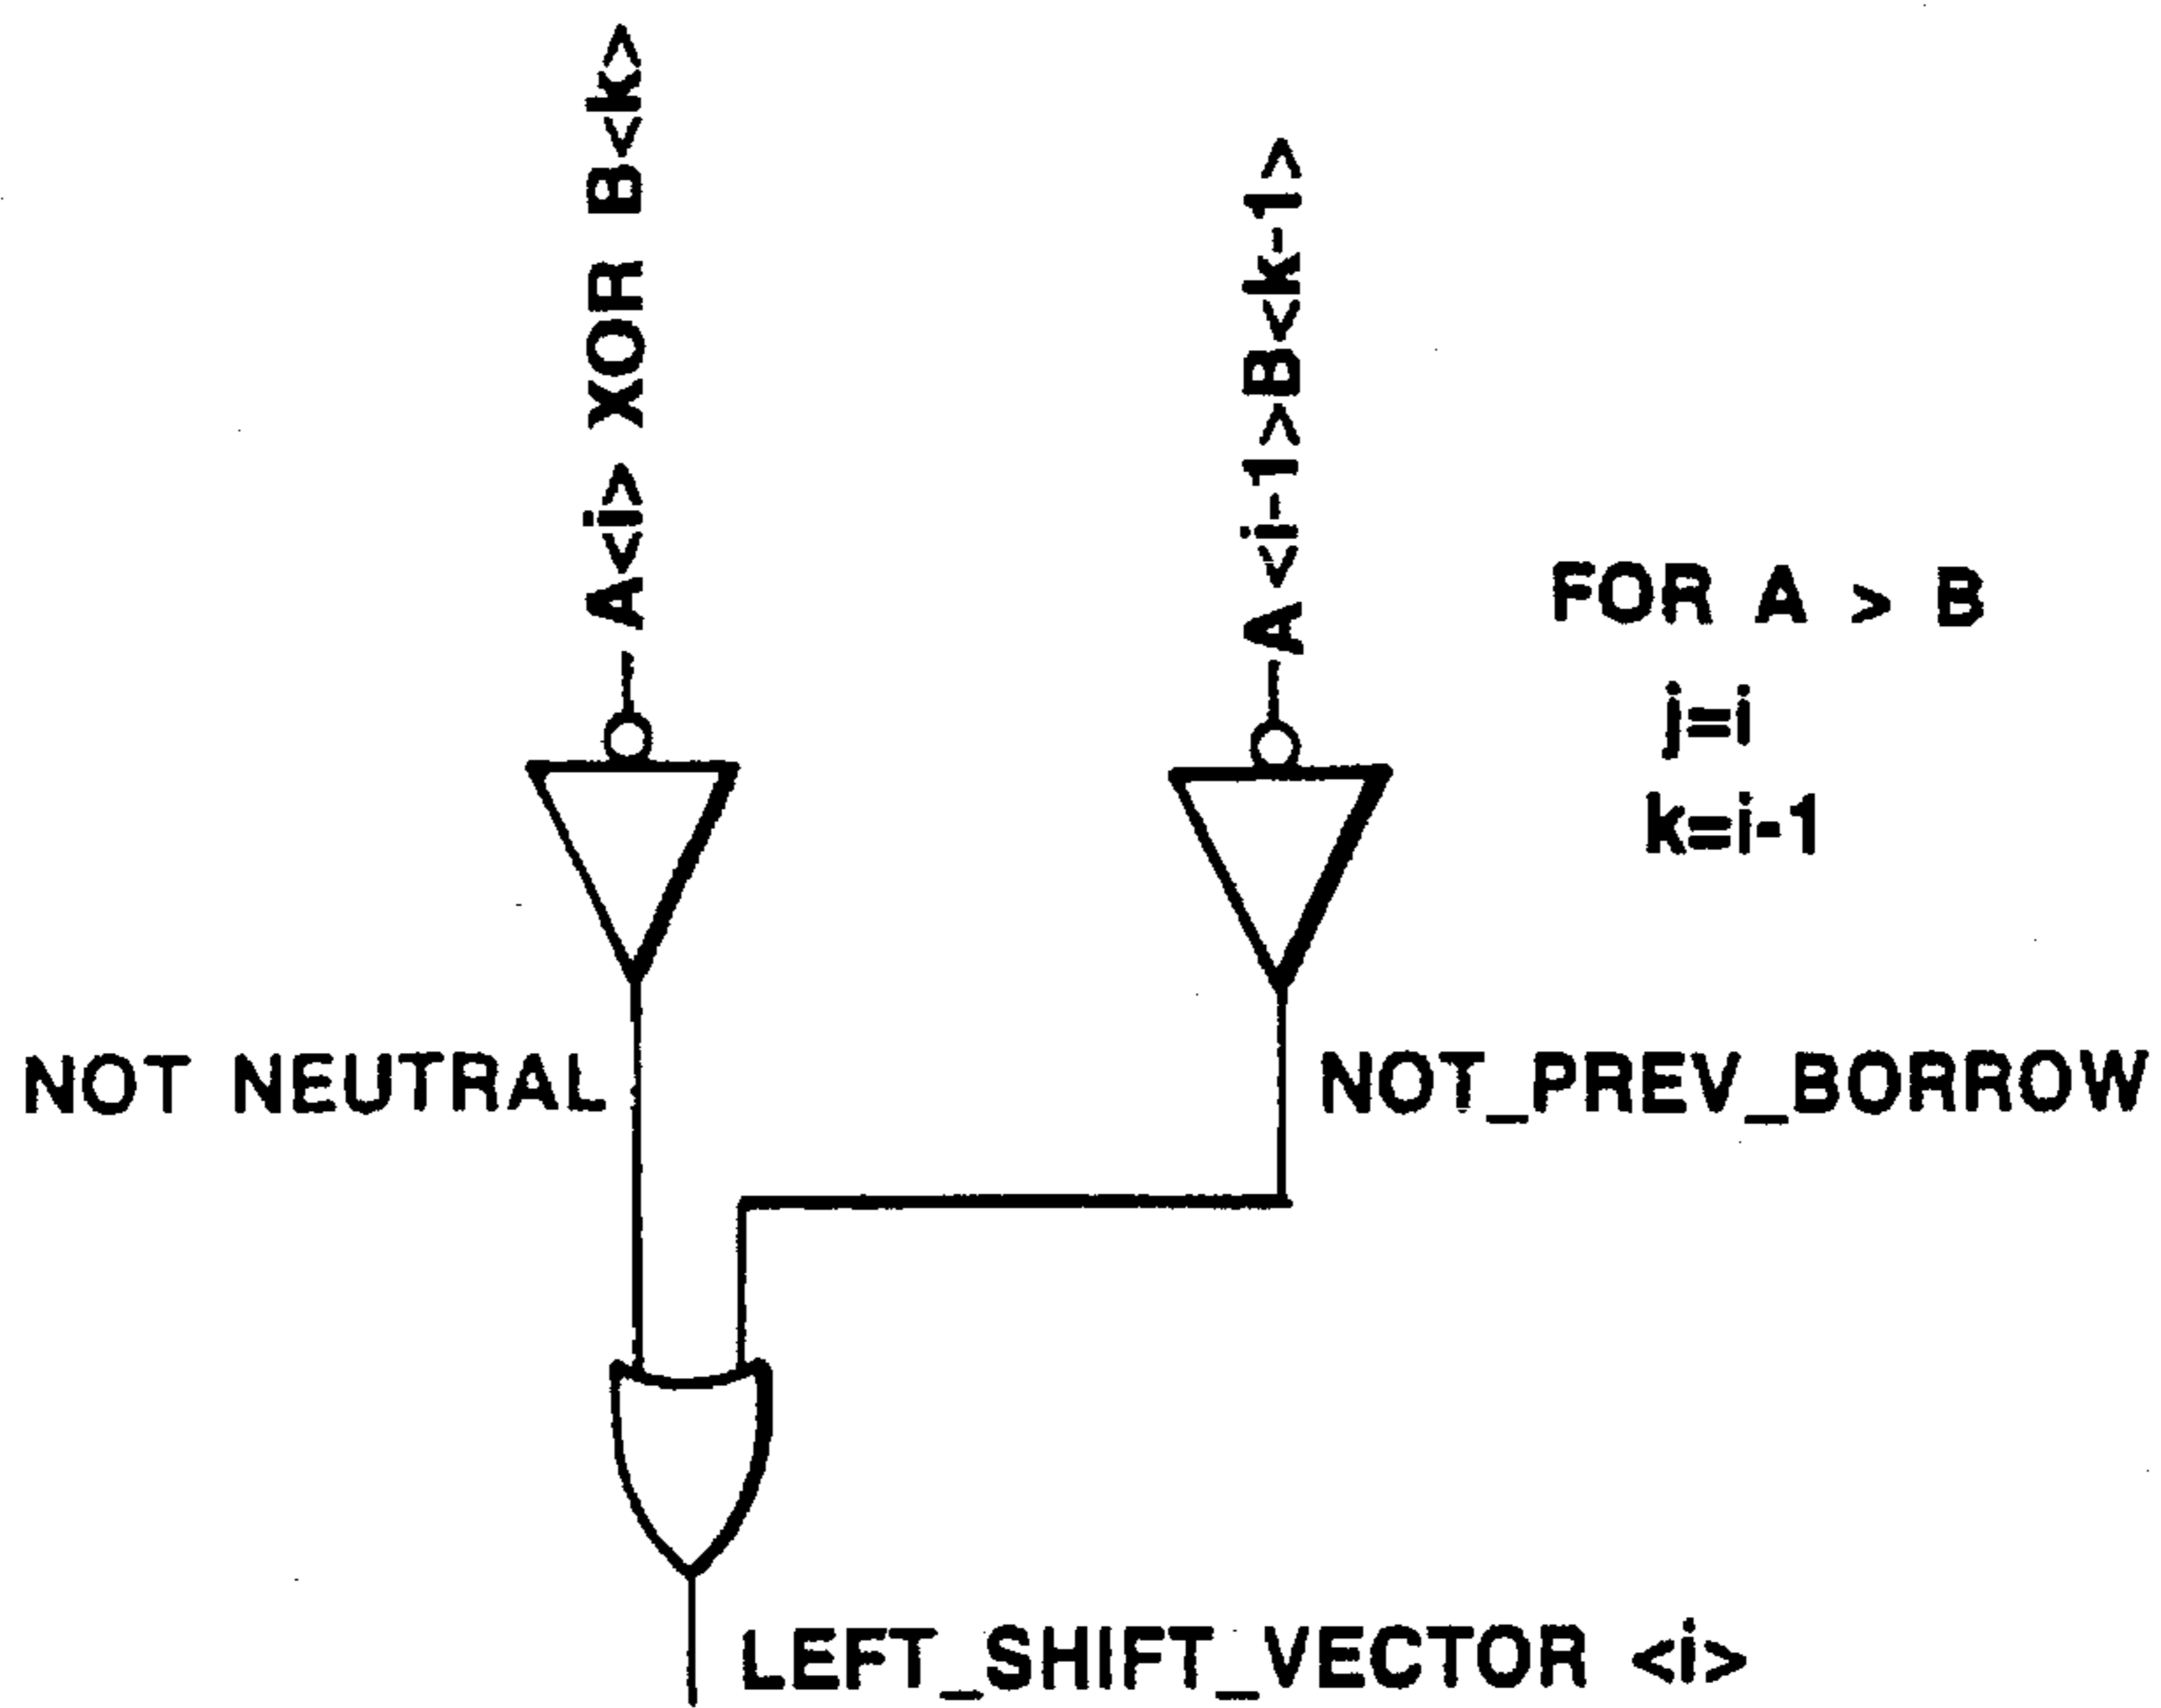 A<i> XOR B<k>
A<i-1>B<k-1>
FOR A > B
j=i
k=i-1
NOT NEUTRAL
NOT_PREV_BORROW
LEFT_SHIFT_VECTOR <i>